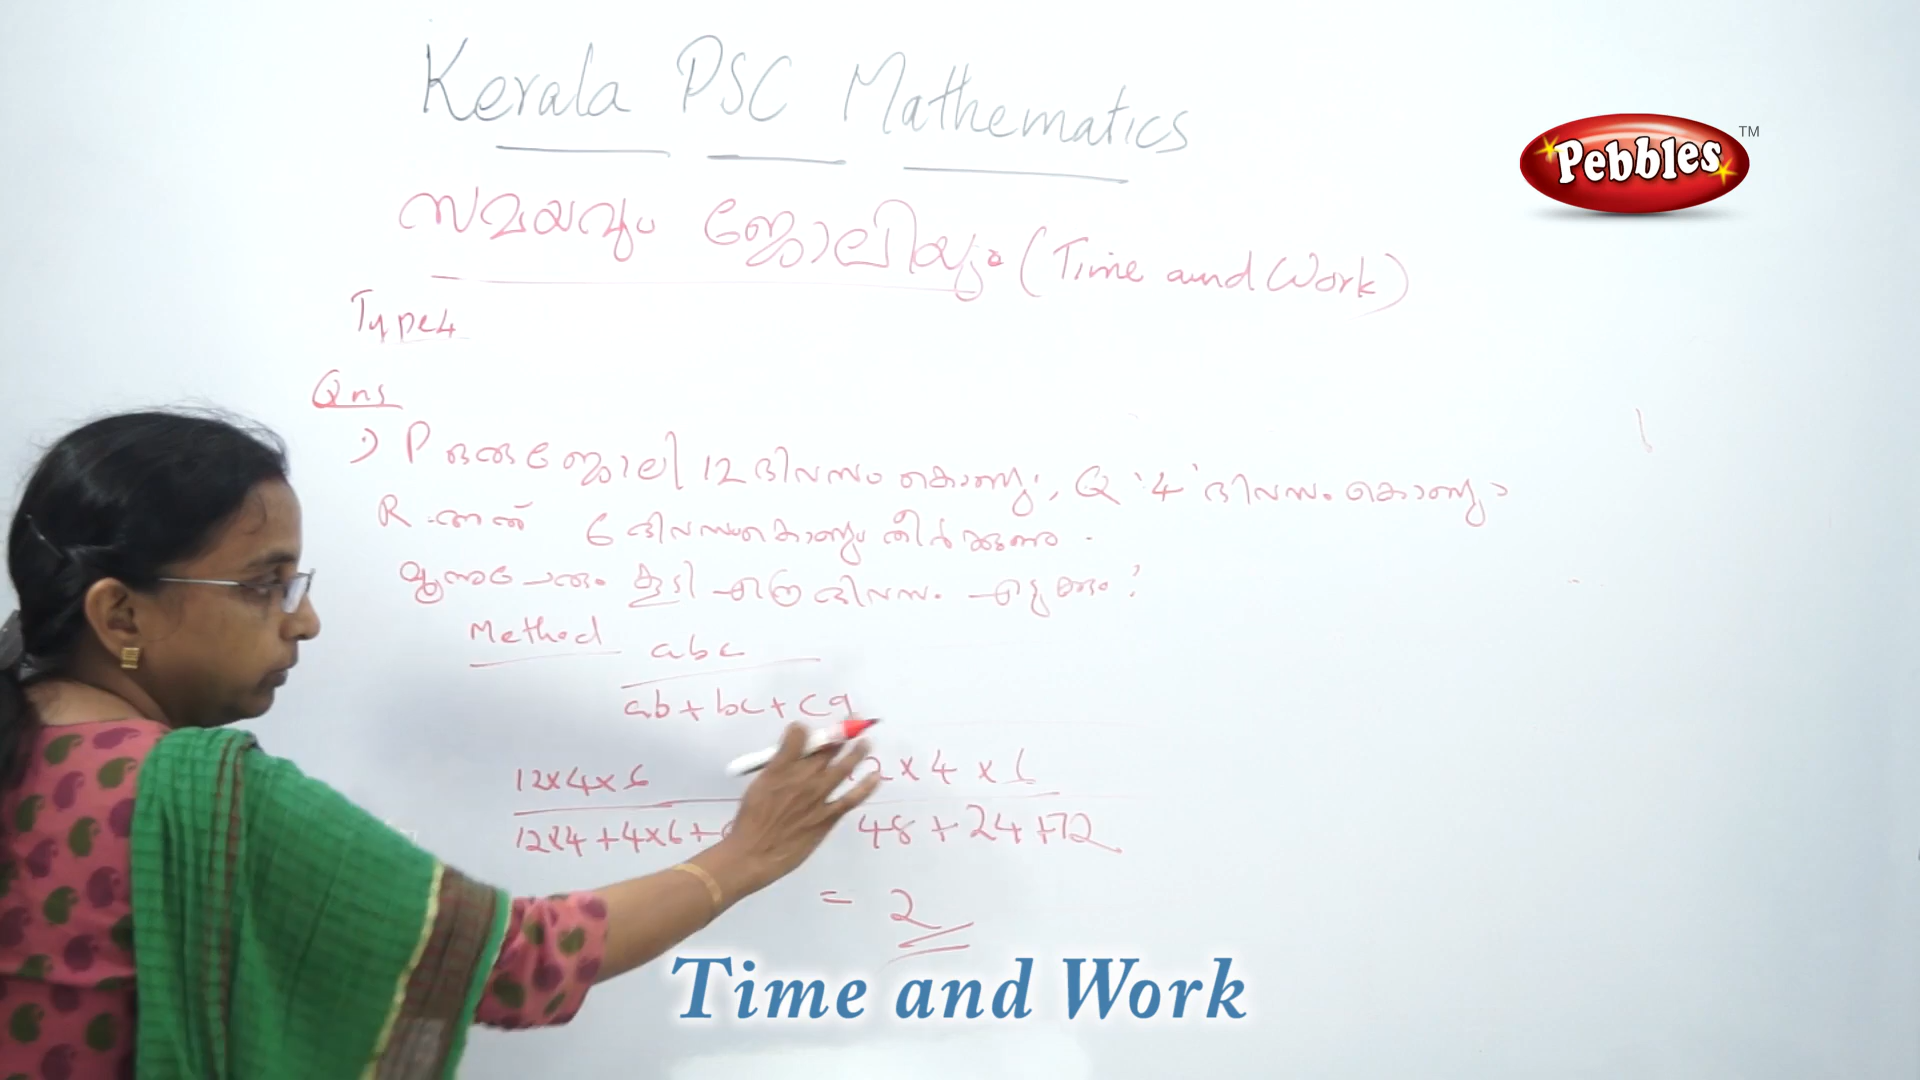 Kerala PSC Mathematics
Pebbles TM
സമയവും ജോലിയും (Time and Work)
Type 4
Qns
1) P ഒരു ജോലി 12 ദിവസം കൊണ്ടും, Q '4' ദിവസം കൊണ്ടും
R 6 ദിവസംകൊണ്ടും തീർക്കുന്നു.
മൂന്നുപേരും കൂടി എത്ര ദിവസം എടുക്കും?
Method abc
ab+bc+ca
12x4x6
12x4+4x6+
x4x6
48+24+72
= 2
Time and Work